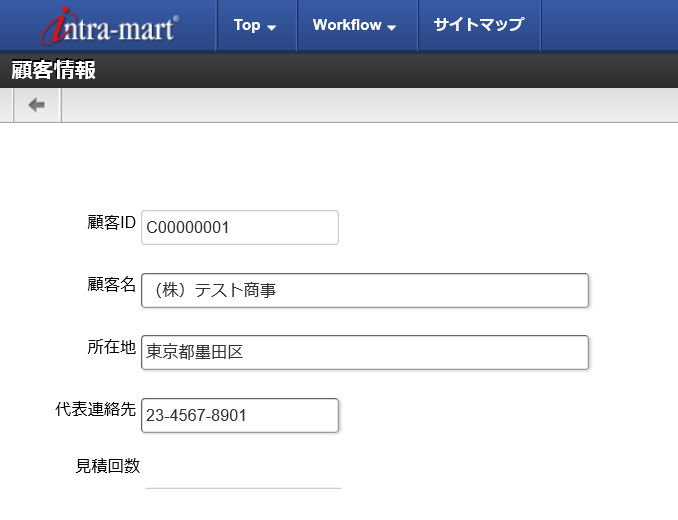 intra-mart® Top Workflow サイトマップ
顧客情報
顧客ID C00000001
顧客名 （株）テスト商事
所在地 東京都墨田区
代表連絡先 23-4567-8901
見積回数